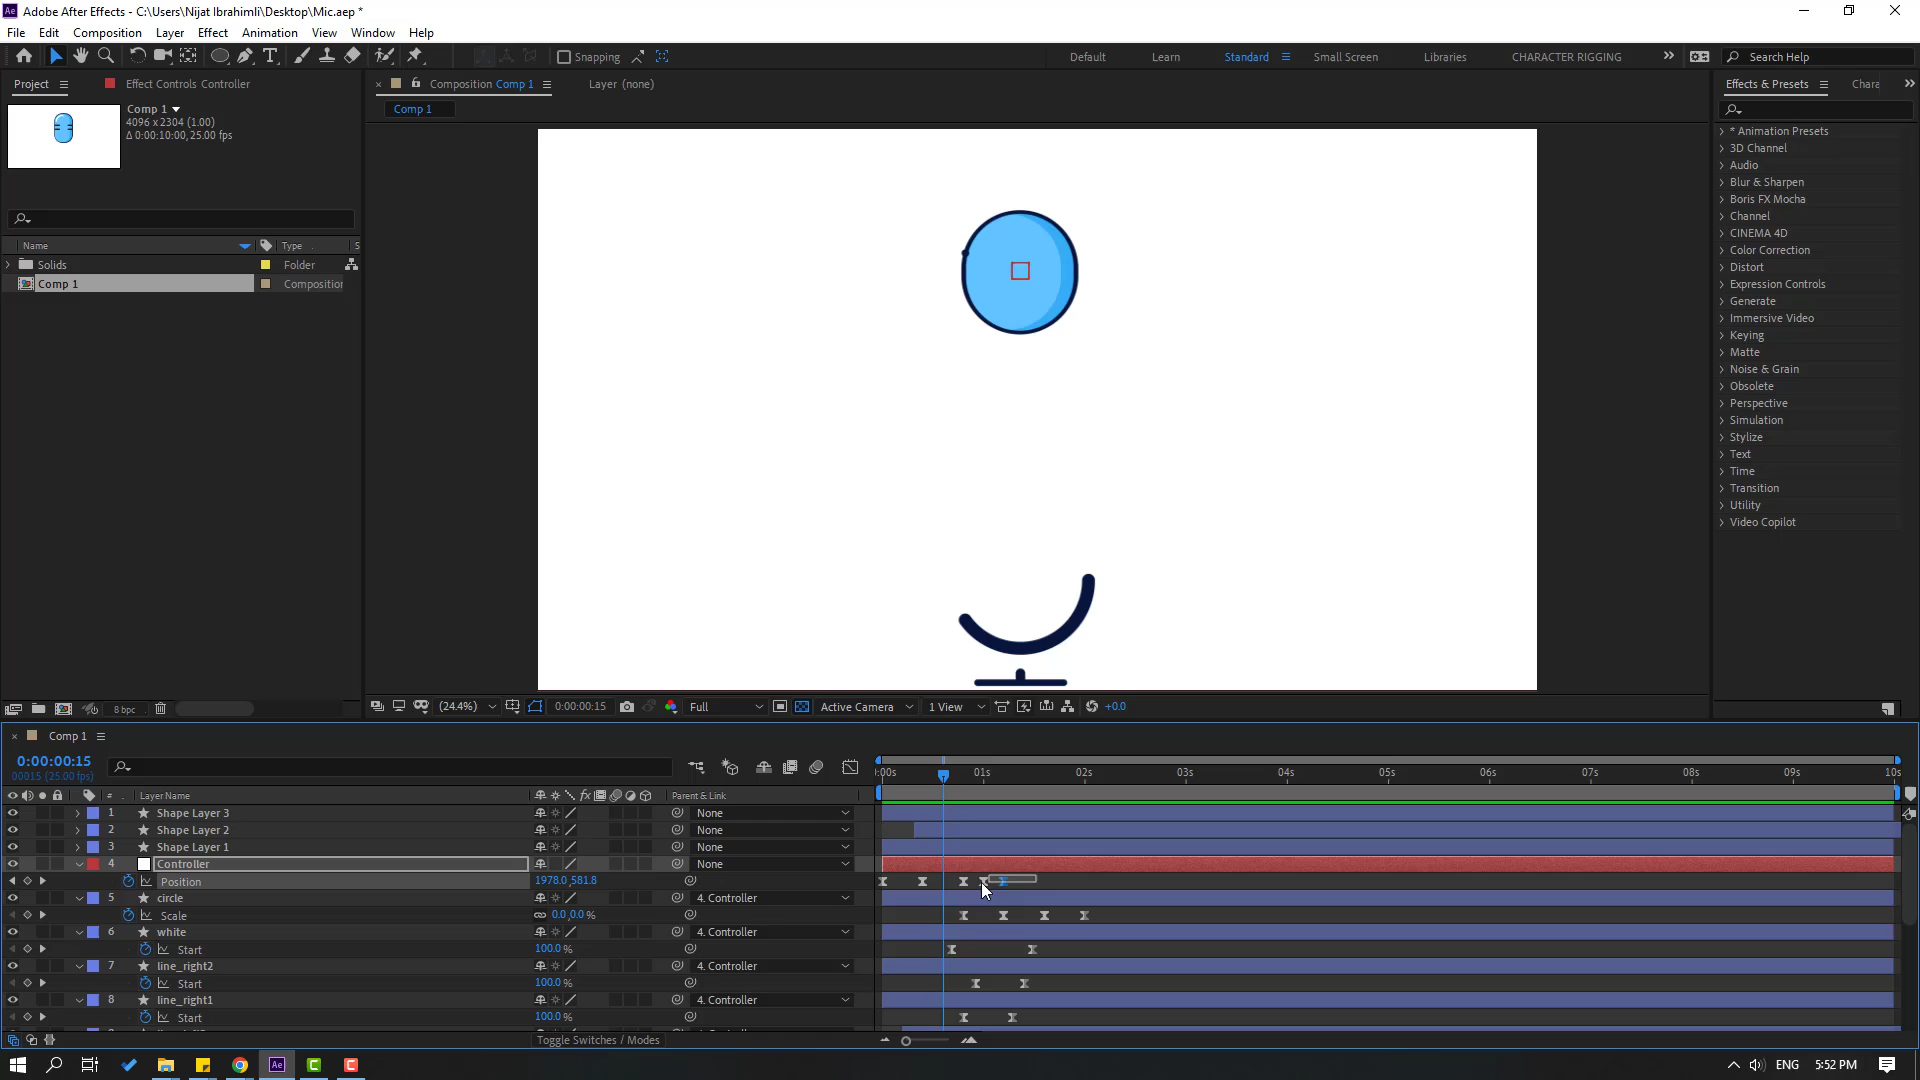 Adobe After Effects - C:\Users\Nijat Ibrahimli\Desktop\Mic.aep *
File Edit Composition Layer Effect Animation View Window Help
Snapping Default Learn Standard Small Screen Libraries CHARACTER RIGGING Search Help
Project Effect Controls Controller Composition Comp 1 Layer (none) Effects & Presets Chara
Comp 1
4096 x 2304 (1.00)
Δ 0:00:10:00, 25.00 fps
Name Type S
Solids Folder
Comp 1 Composition
Comp 1
* Animation Presets
3D Channel
Audio
Blur & Sharpen
Boris FX Mocha
Channel
CINEMA 4D
Color Correction
Distort
Expression Controls
Generate
Immersive Video
Keying
Matte
Noise & Grain
Obsolete
Perspective
Simulation
Stylize
Text
Time
Transition
Utility
Video Copilot
8 bpc (24.4%) 0:00:00:15 Full Active Camera 1 View +0.0
Comp 1
0:00:00:15
00015 (25.00 fps)
:00s 01s 02s 03s 04s 05s 06s 07s 08s 09s 10s
# Layer Name fx Parent & Link
1 Shape Layer 3 None
2 Shape Layer 2 None
3 Shape Layer 1 None
4 Controller None
Position 1978.0,581.8
5 circle 4. Controller
Scale 0.0,0.0 %
6 white 4. Controller
Start 100.0 %
7 line_right2 4. Controller
Start 100.0 %
8 line_right1 4. Controller
Start 100.0 %
Toggle Switches / Modes
Ae ENG 5:52 PM